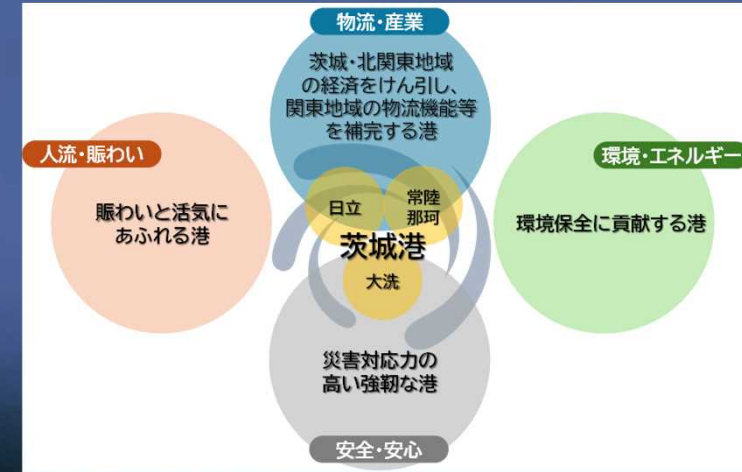 物流・産業
茨城・北関東地域
の経済をけん引し、
関東地域の物流機能等
を補完する港
人流・賑わい
賑わいと活気に
あふれる港
環境・エネルギー
環境保全に貢献する港
日立
常陸
那珂
茨城港
大洗
災害対応力の
高い強靭な港
安全・安心